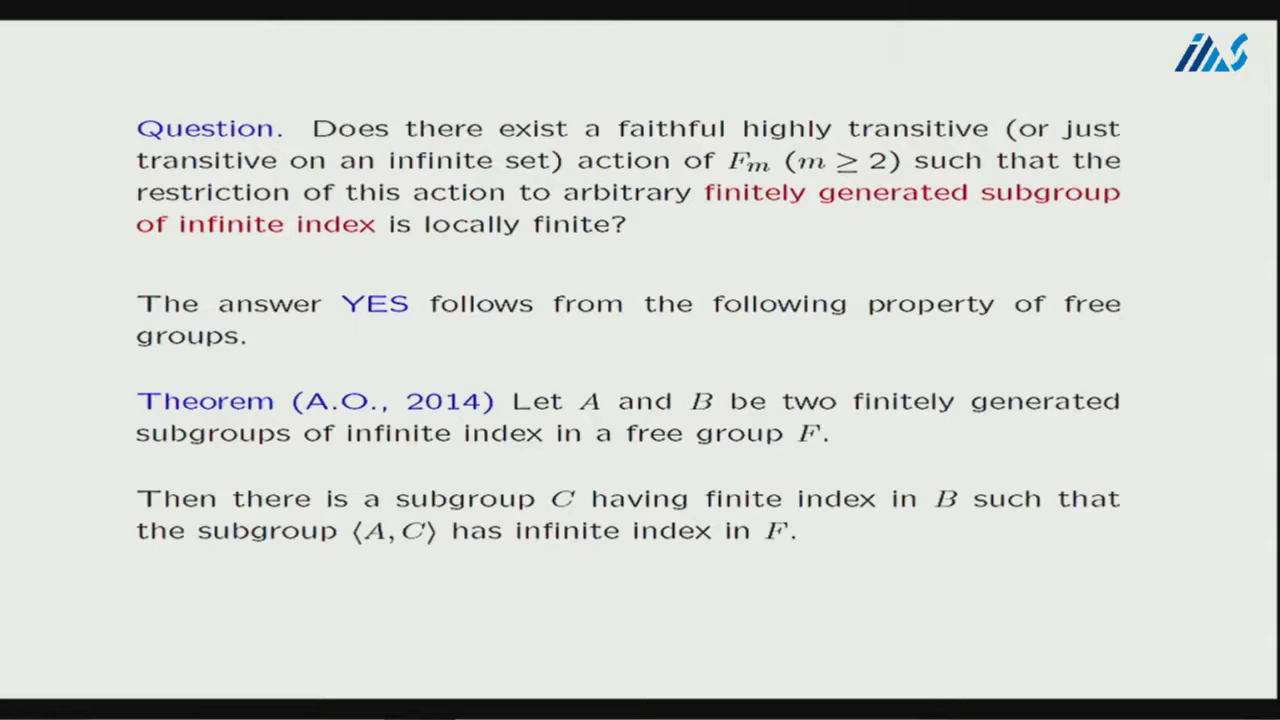 IIAS
Question. Does there exist a faithful highly transitive (or just
transitive on an infinite set) action of Fₘ (m ≥ 2) such that the
restriction of this action to arbitrary finitely generated subgroup
of infinite index is locally finite?
The answer YES follows from the following property of free
groups.
Theorem (A.O., 2014) Let A and B be two finitely generated
subgroups of infinite index in a free group F.
Then there is a subgroup C having finite index in B such that
the subgroup ⟨A, C⟩ has infinite index in F.